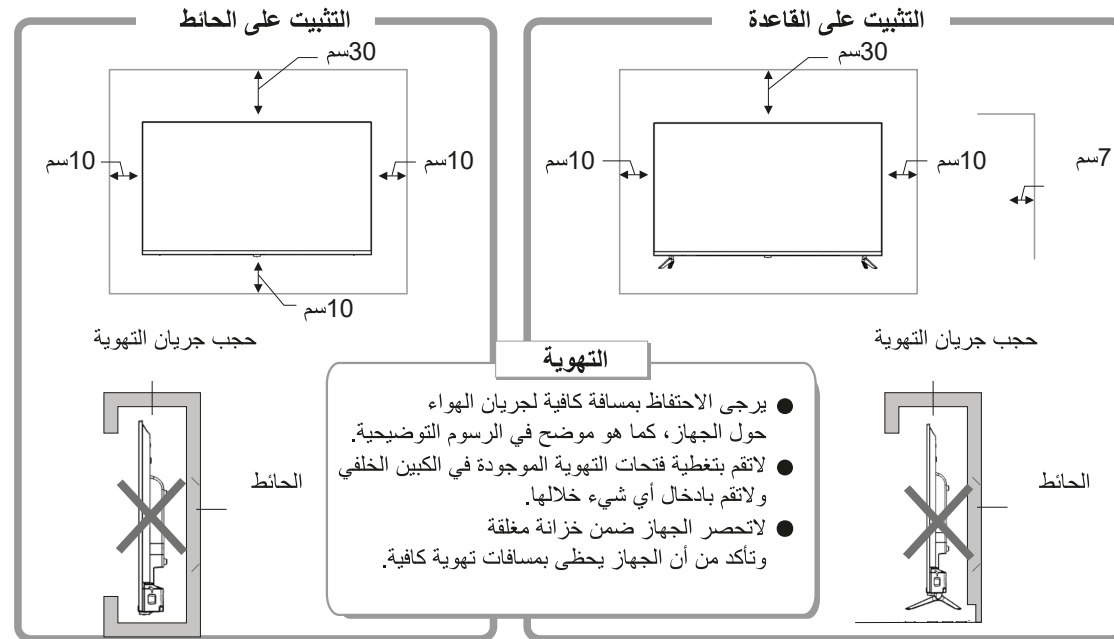 التثبيت على القاعدة
30سم
10سم
10سم
7سم
حجب جريان التهوية
الحائط
التثبيت على الحائط
30سم
10سم
10سم
10سم
حجب جريان التهوية
الحائط
التهوية
● يرجى الاحتفاظ بمسافة كافية لجريان الهواء
حول الجهاز، كما هو موضح في الرسوم التوضيحية.
● لاتقم بتغطية فتحات التهوية الموجودة في الكبين الخلفي
ولاتقم بادخال أي شيء خلالها.
● لاتحصر الجهاز ضمن خزانة مغلقة
وتأكد من أن الجهاز يحظى بمسافات تهوية كافية.